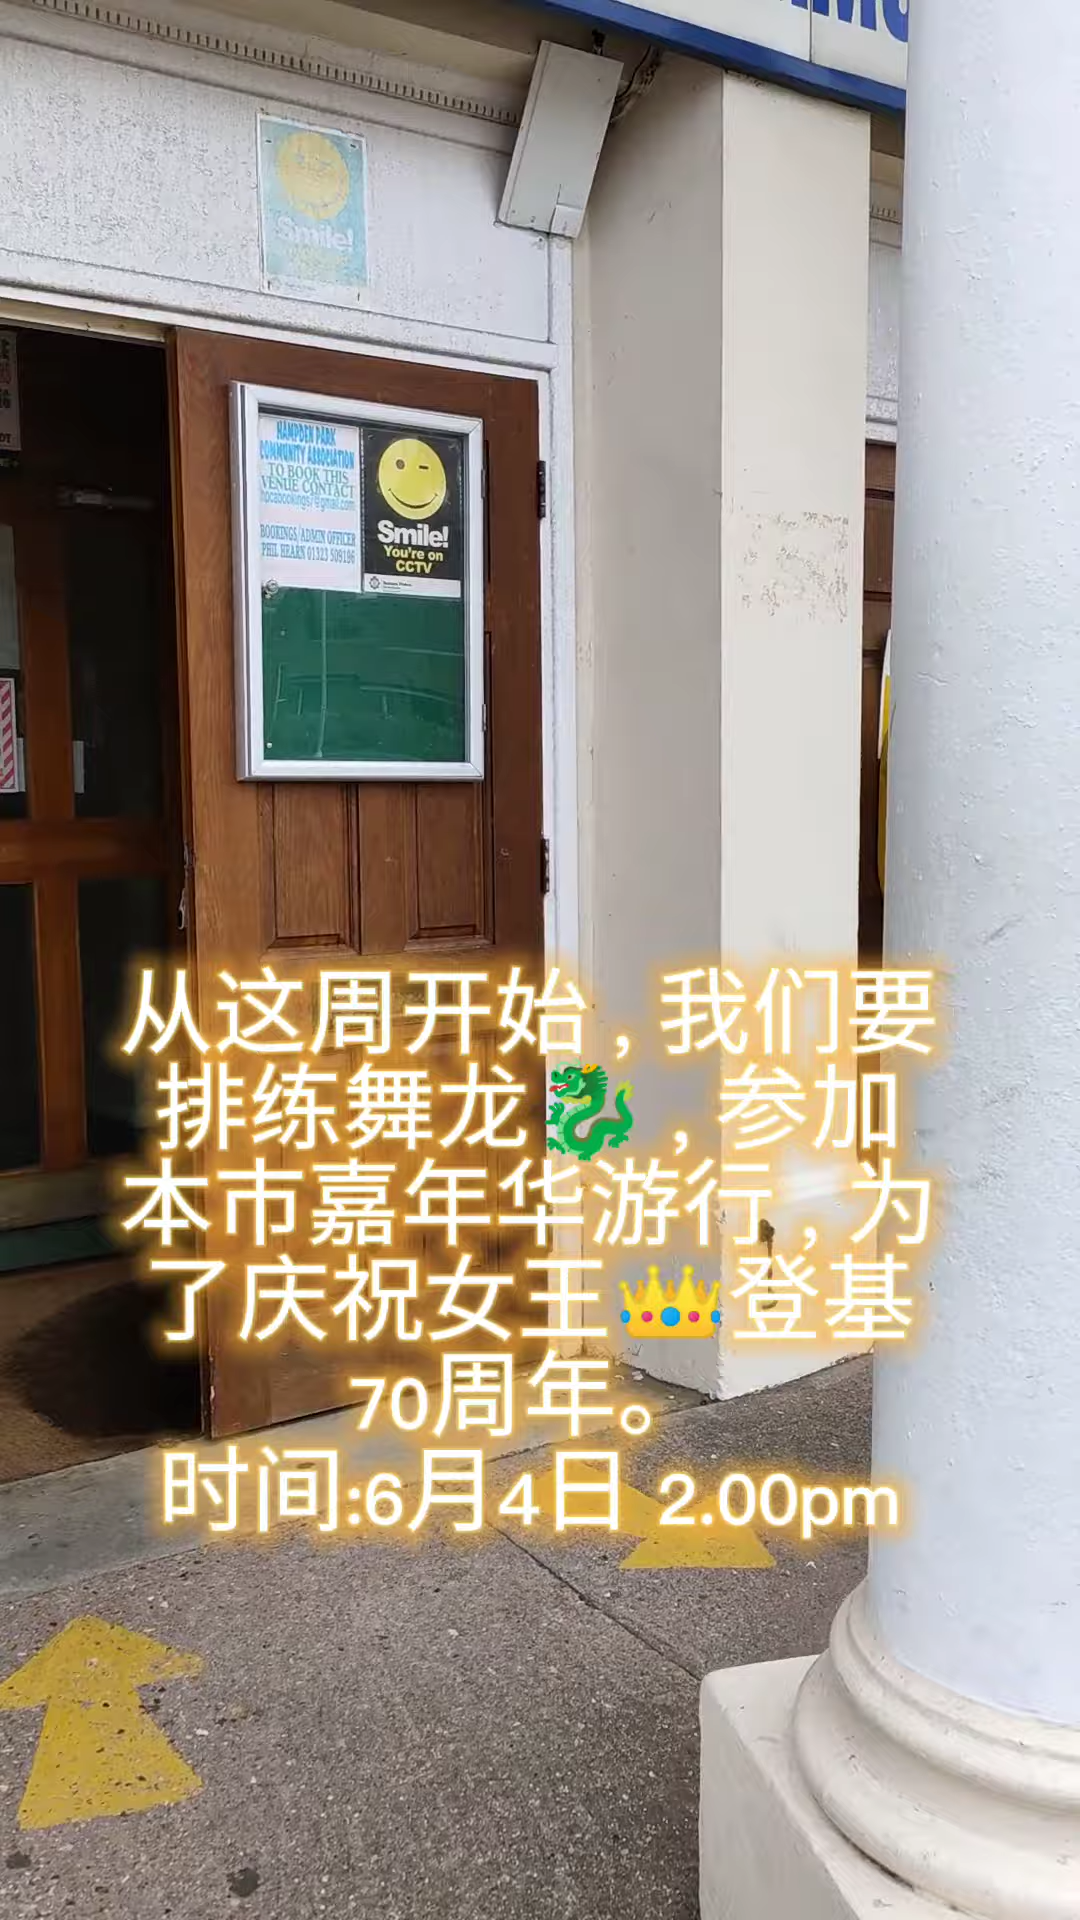 Smile!
HAMPDEN PARK
COMMUNITY ASSOCIATION
TO BOOK THIS
VENUE CONTACT
BOOKINGS/ADMIN OFFICER
PHIL HEARN 01323 509196
Smile!
You're on
CCTV
从这周开始，我们要
排练舞龙🐉，参加
本市嘉年华游行，为
了庆祝女王👑登基
70周年。
时间:6月4日 2.00pm